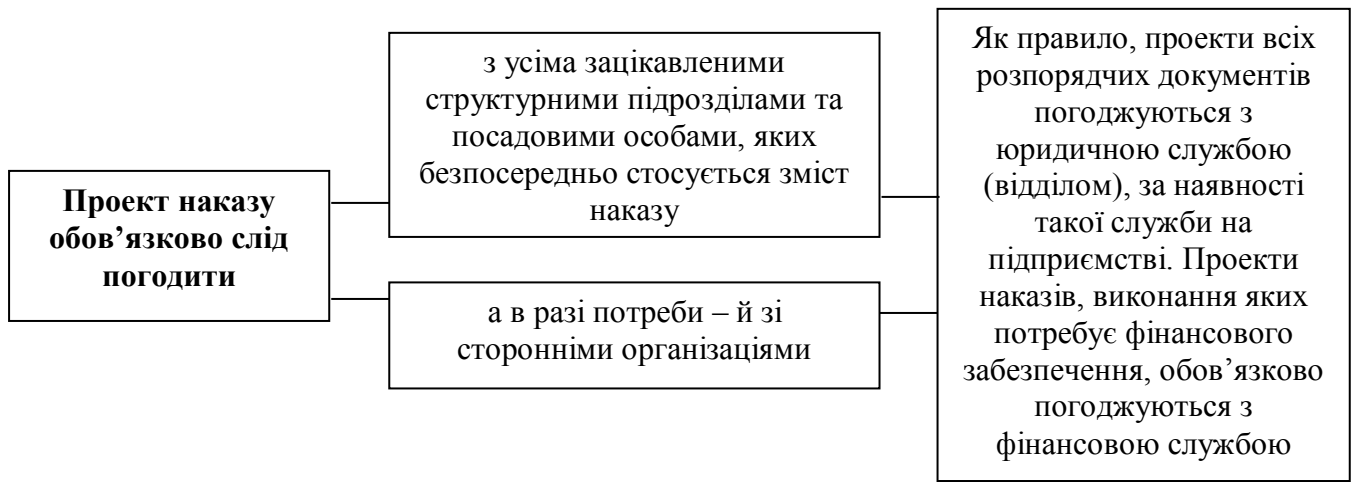 Проект наказу
обов’язково слід
погодити
з усіма зацікавленими
структурними підрозділами та
посадовими особами, яких
безпосередньо стосується зміст
наказу
а в разі потреби – й зі
сторонніми організаціями
Як правило, проекти всіх
розпорядчих документів
погоджуються з
юридичною службою
(відділом), за наявності
такої служби на
підприємстві. Проекти
наказів, виконання яких
потребує фінансового
забезпечення, обов’язково
погоджуються з
фінансовою службою